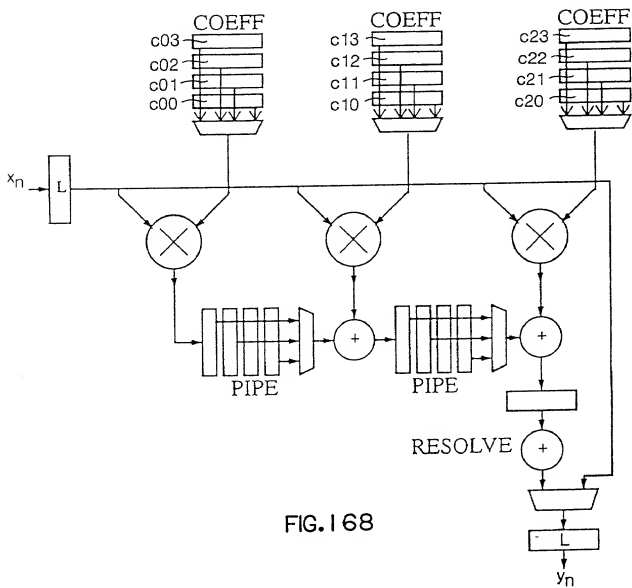 COEFF COEFF COEFF
c03 c13 c23
c02 c12 c22
c01 c11 c21
c00 c10 c20
xn L
+ +
PIPE PIPE
RESOLVE +
FIG.168
L
yn